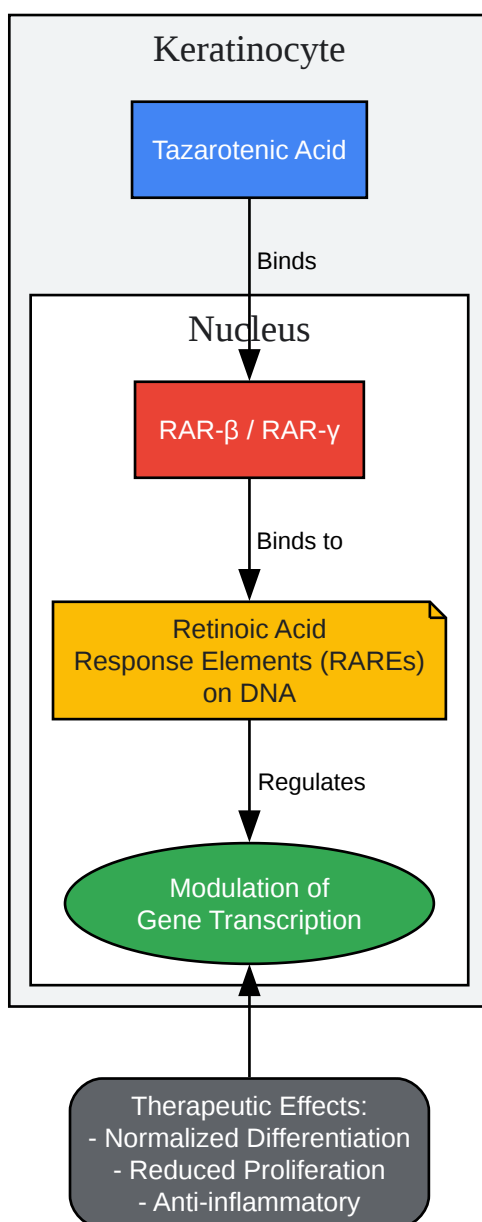 Keratinocyte
Tazarotenic Acid
Binds
Nucleus
RAR-β / RAR-γ
Binds to
Retinoic Acid
Response Elements (RAREs)
on DNA
Regulates
Modulation of
Gene Transcription
Therapeutic Effects:
- Normalized Differentiation
- Reduced Proliferation
- Anti-inflammatory